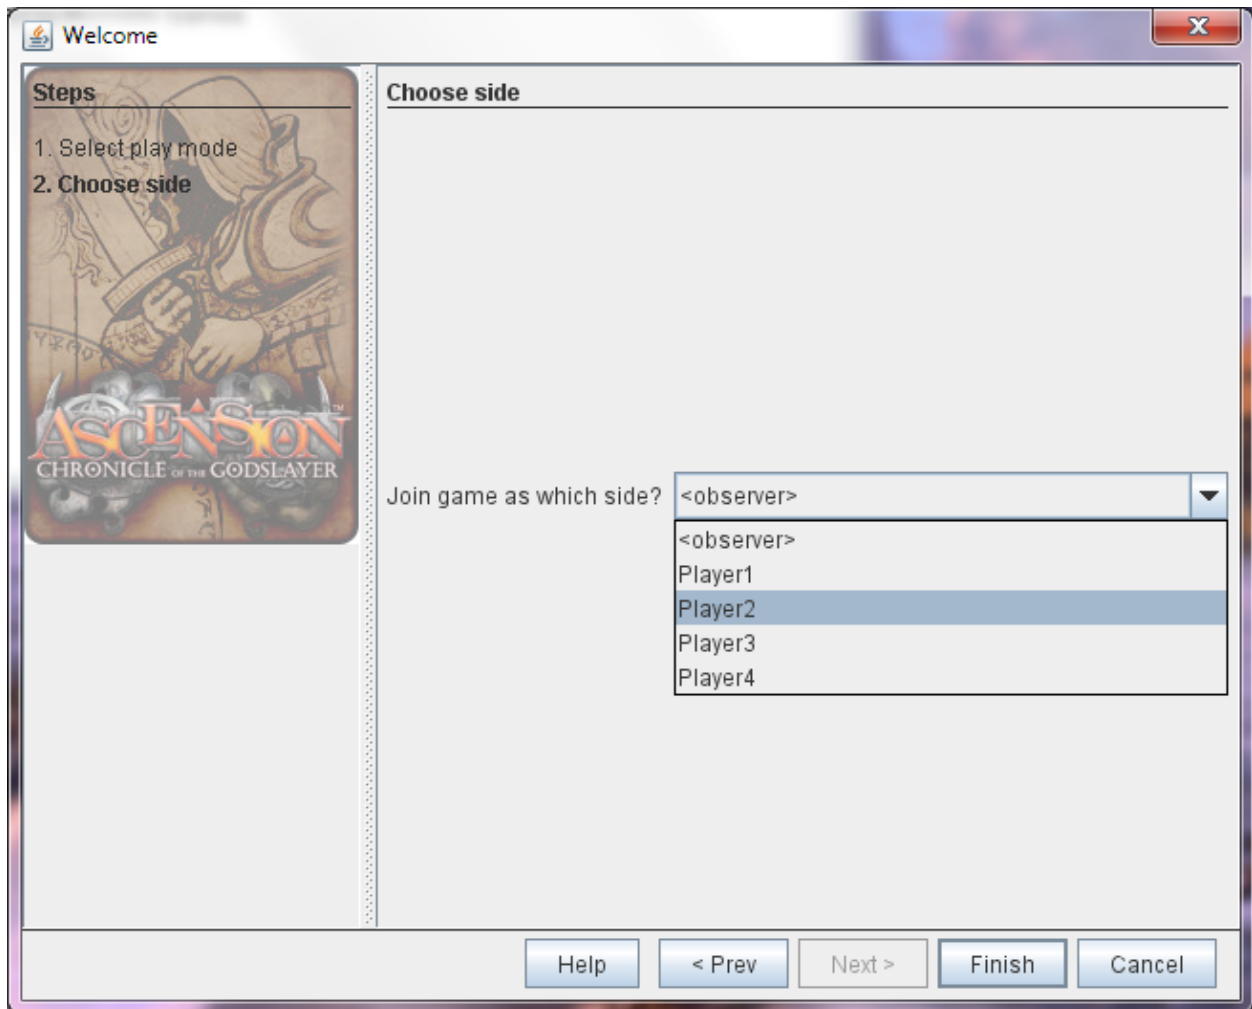 Welcome
Steps
1. Select play mode
2. Choose side
ASCENSION™
CHRONICLE OF THE GODSLAYER
Choose side
Join game as which side? <observer>
<observer>
Player1
Player2
Player3
Player4
Help < Prev Next > Finish Cancel